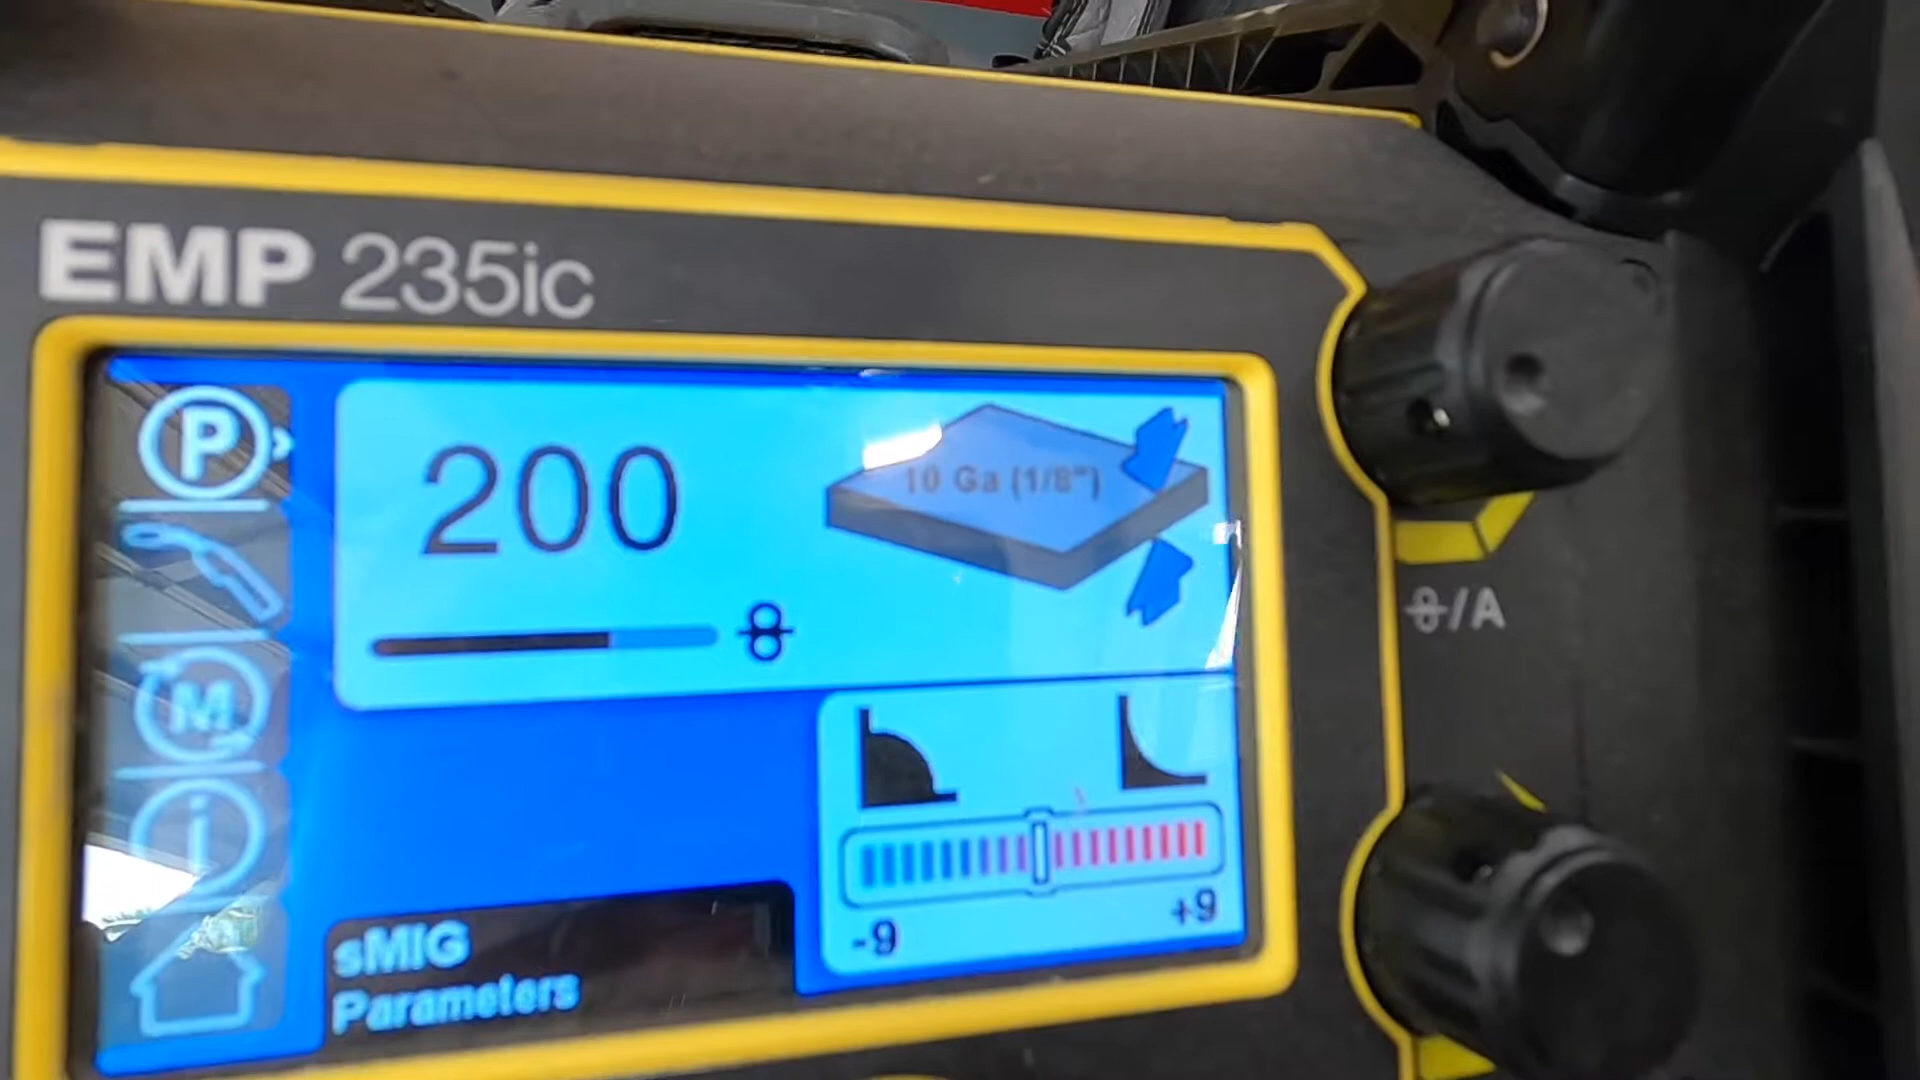 EMP 235ic
P
200
10 Ga (1/8")
/A
M
i
-9
+9
sMIG
Parameters